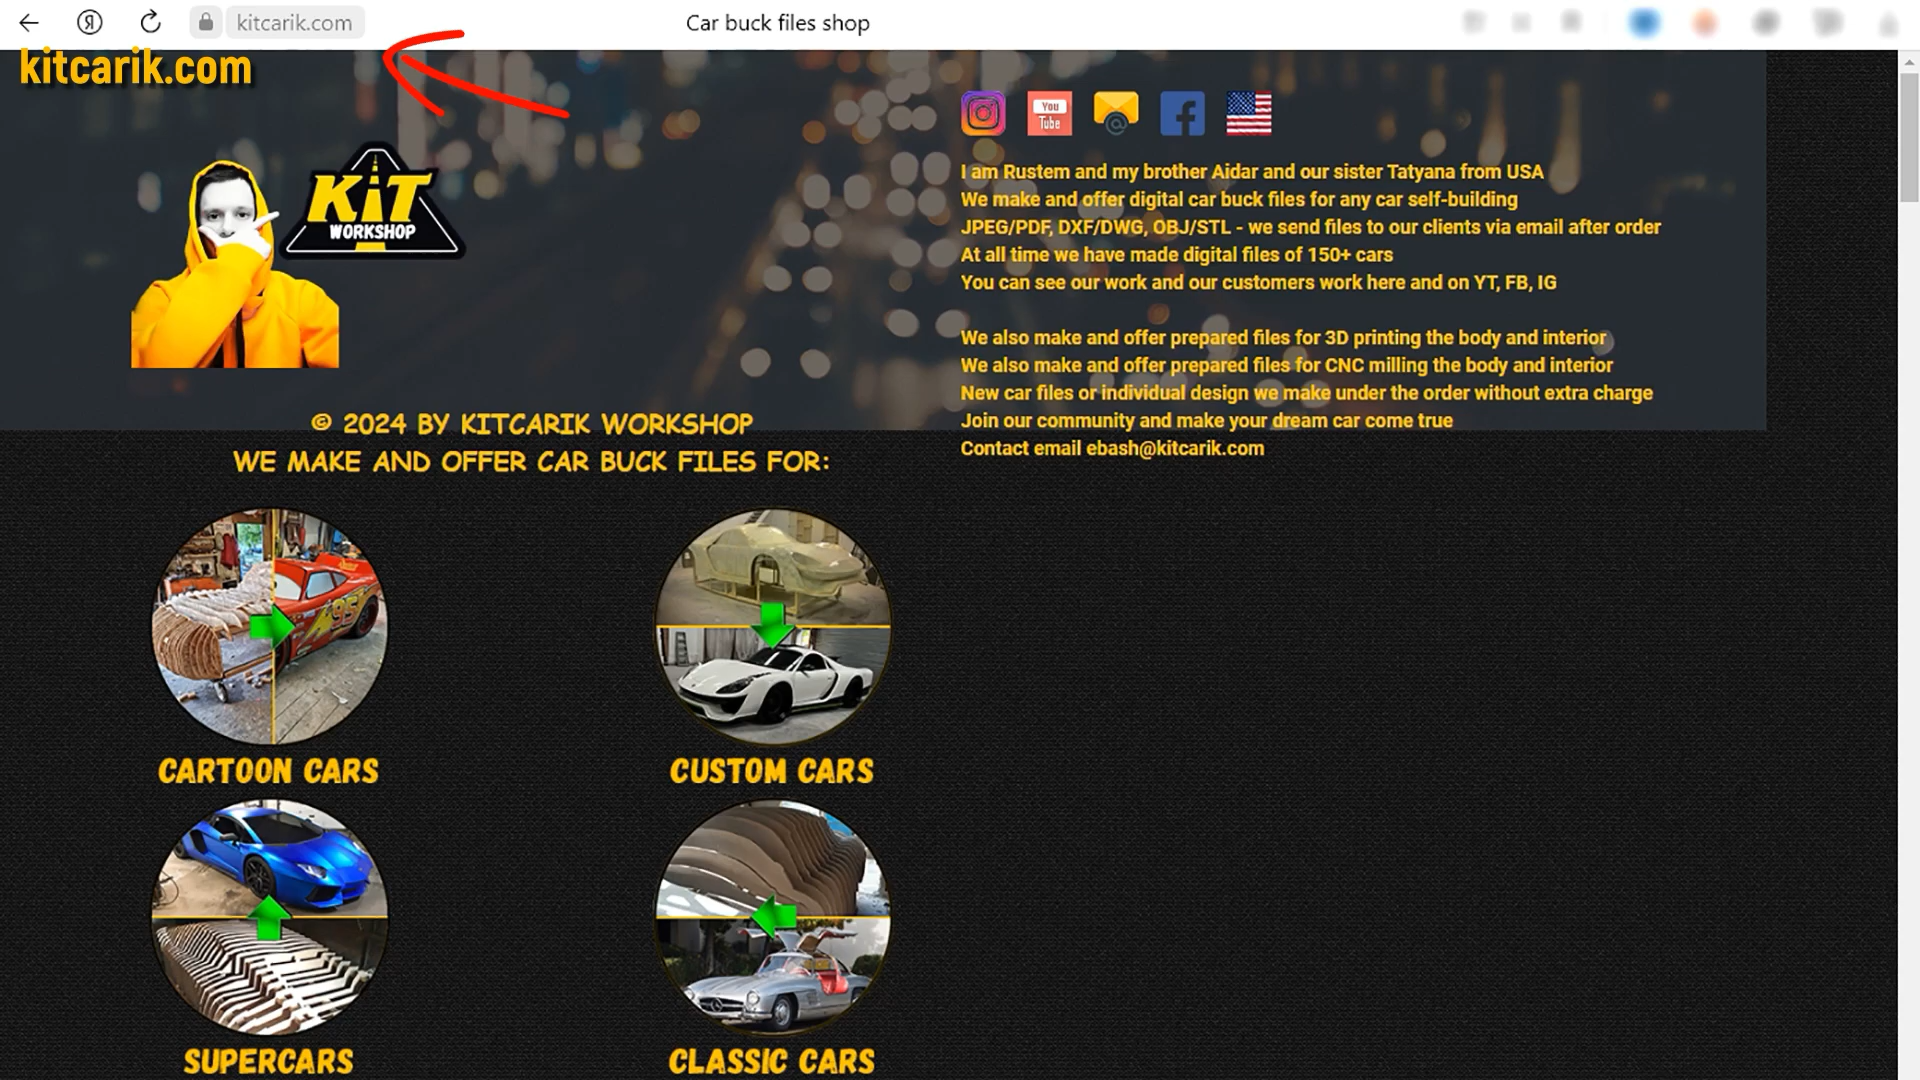 kitcarik.com
Car buck files shop
kitcarik.com
You
Tube
KiT
WORKSHOP
I am Rustem and my brother Aidar and our sister Tatyana from USA
We make and offer digital car buck files for any car self-building
JPEG/PDF, DXF/DWG, OBJ/STL - we send files to our clients via email after order
At all time we have made digital files of 150+ cars
You can see our work and our customers work here and on YT, FB, IG
We also make and offer prepared files for 3D printing the body and interior
We also make and offer prepared files for CNC milling the body and interior
New car files or individual design we make under the order without extra charge
Join our community and make your dream car come true
Contact email ebash@kitcarik.com
© 2024 BY KITCARIK WORKSHOP
WE MAKE AND OFFER CAR BUCK FILES FOR:
95
CARTOON CARS
CUSTOM CARS
SUPERCARS
CLASSIC CARS